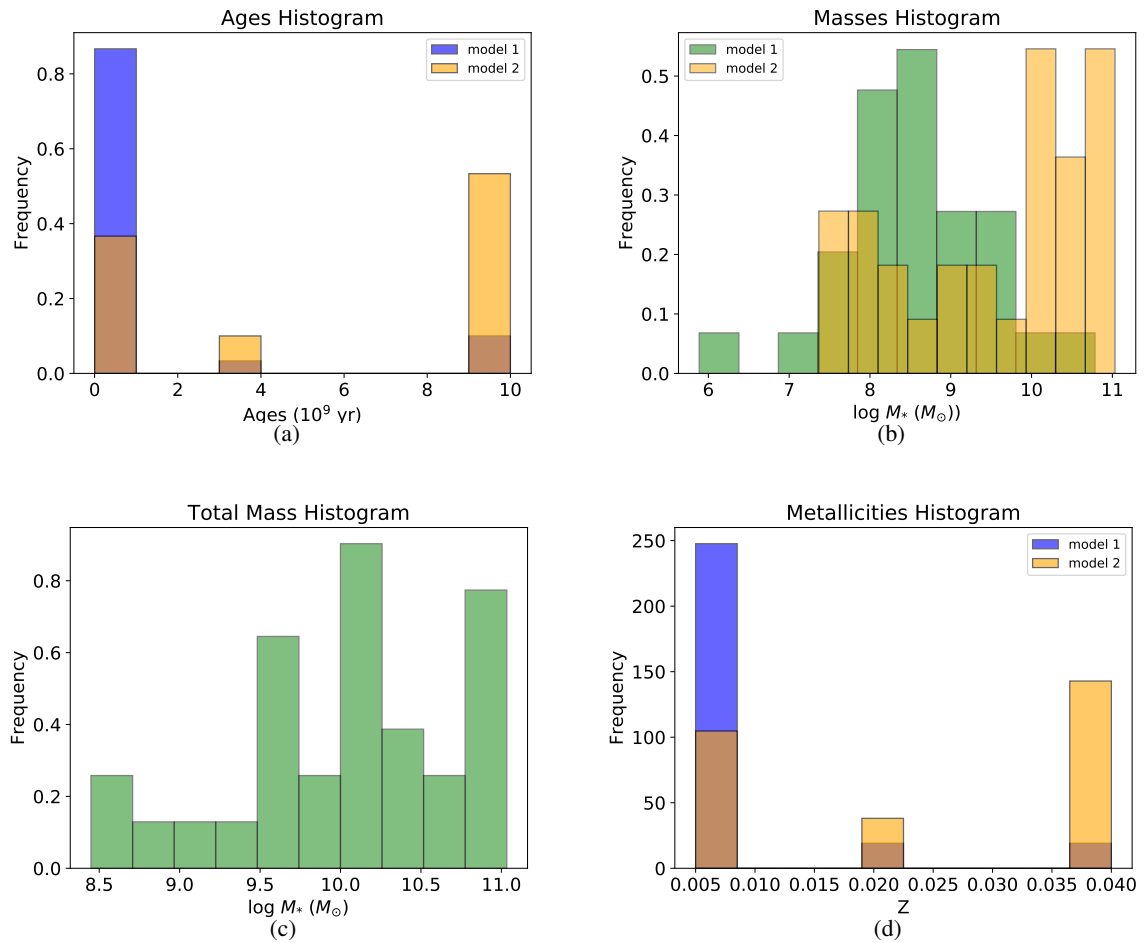 Ages Histogram
model 1
model 2
Frequency
0.8
0.6
0.4
0.2
0.0
0 2 4 6 8 10
Ages (10⁹ yr)
(a)
Masses Histogram
model 1
model 2
Frequency
0.5
0.4
0.3
0.2
0.1
0.0
6 7 8 9 10 11
log M* (M⊙))
(b)
Total Mass Histogram
Frequency
0.8
0.6
0.4
0.2
0.0
8.5 9.0 9.5 10.0 10.5 11.0
log M* (M⊙)
(c)
Metallicities Histogram
model 1
model 2
Frequency
250
200
150
100
50
0
0.005 0.010 0.015 0.020 0.025 0.030 0.035 0.040
Z
(d)